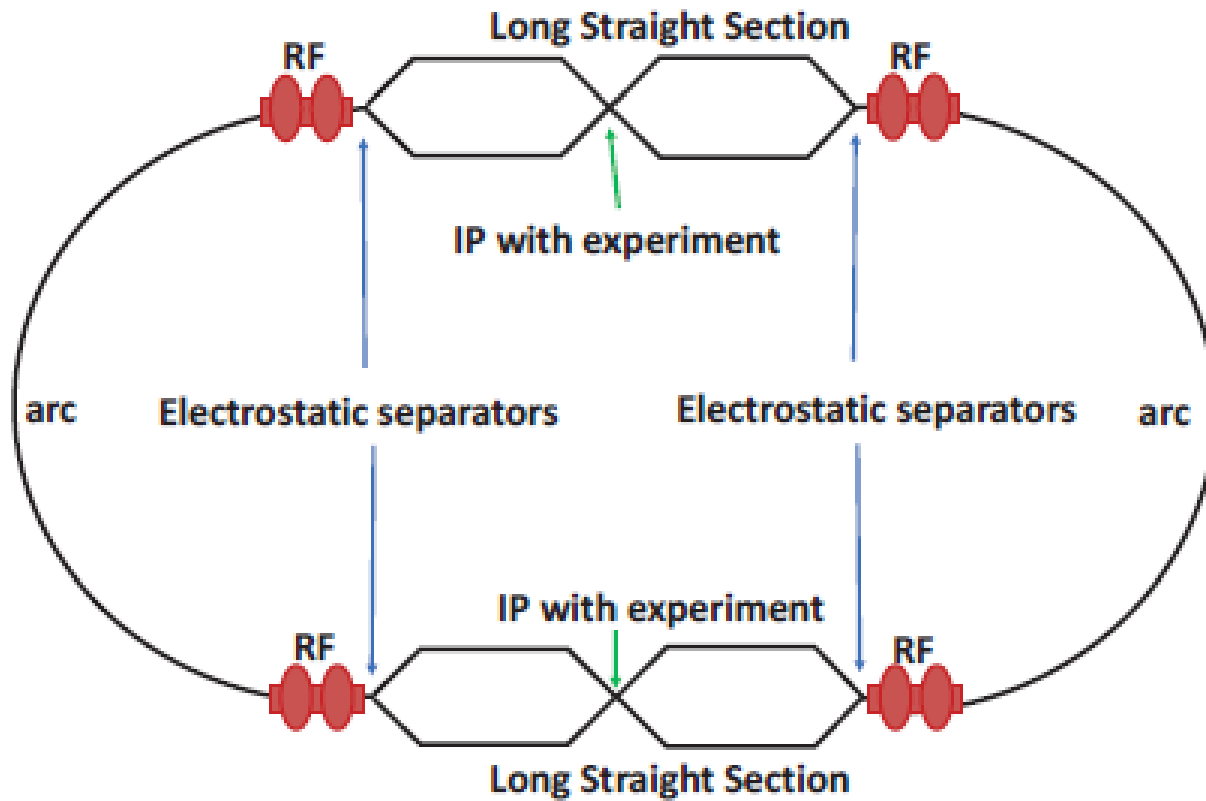 Long Straight Section
RF
RF
IP with experiment
arc
Electrostatic separators
Electrostatic separators
arc
IP with experiment
RF
RF
Long Straight Section